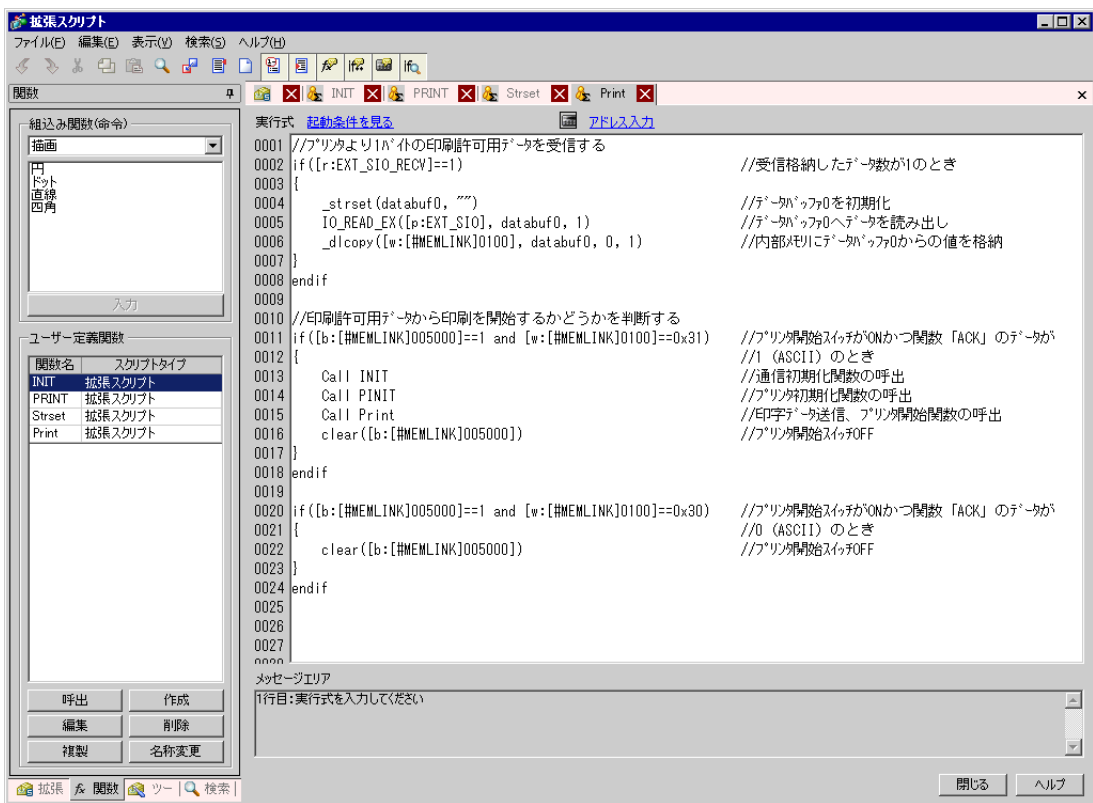 拡張スクリプト
ファイル(F) 編集(E) 表示(V) 検索(S) ヘルプ(H)
関数
INIT PRINT Strset Print
組込み関数(命令)
描画
円
ドット
直線
四角
入力
ユーザー定義関数
関数名 スクリプトタイプ
INIT 拡張スクリプト
PRINT 拡張スクリプト
Strset 拡張スクリプト
Print 拡張スクリプト
呼出 作成
編集 削除
複製 名称変更
拡張 関数 ツー 検索
実行式 起動条件を見る アドレス入力
0001 //ﾌﾟﾘﾝﾀより1ﾊﾞｲﾄの印刷許可用ﾃﾞｰﾀを受信する
0002 if([r:EXT_SIO_RECV]==1) //受信格納したﾃﾞｰﾀ数が1のとき
0003 {
0004 _strset(databuf0, "") //ﾃﾞｰﾀﾊﾞｯﾌｧ0を初期化
0005 IO_READ_EX([p:EXT_SIO], databuf0, 1) //ﾃﾞｰﾀﾊﾞｯﾌｧ0へﾃﾞｰﾀを読み出し
0006 _dlcopy([w:[#MEMLINK]0100], databuf0, 0, 1) //内部ﾒﾓﾘにﾃﾞｰﾀﾊﾞｯﾌｧ0からの値を格納
0007 }
0008 endif
0009
0010 //印刷許可用ﾃﾞｰﾀから印刷を開始するかどうかを判断する
0011 if([b:[#MEMLINK]005000]==1 and [w:[#MEMLINK]0100]==0x31) //ﾌﾟﾘﾝﾀ開始ｽｲｯﾁがONかつ関数「ACK」のﾃﾞｰﾀが
0012 { //1 (ASCII) のとき
0013 Call INIT //通信初期化関数の呼出
0014 Call PINIT //ﾌﾟﾘﾝﾀ初期化関数の呼出
0015 Call Print //印字ﾃﾞｰﾀ送信、ﾌﾟﾘﾝﾀ開始関数の呼出
0016 clear([b:[#MEMLINK]005000]) //ﾌﾟﾘﾝﾀ開始ｽｲｯﾁOFF
0017 }
0018 endif
0019
0020 if([b:[#MEMLINK]005000]==1 and [w:[#MEMLINK]0100]==0x30) //ﾌﾟﾘﾝﾀ開始ｽｲｯﾁがONかつ関数「ACK」のﾃﾞｰﾀが
0021 { //0 (ASCII) のとき
0022 clear([b:[#MEMLINK]005000]) //ﾌﾟﾘﾝﾀ開始ｽｲｯﾁOFF
0023 }
0024 endif
0025
0026
0027
メッセージエリア
1行目:実行式を入力してください
閉じる ヘルプ